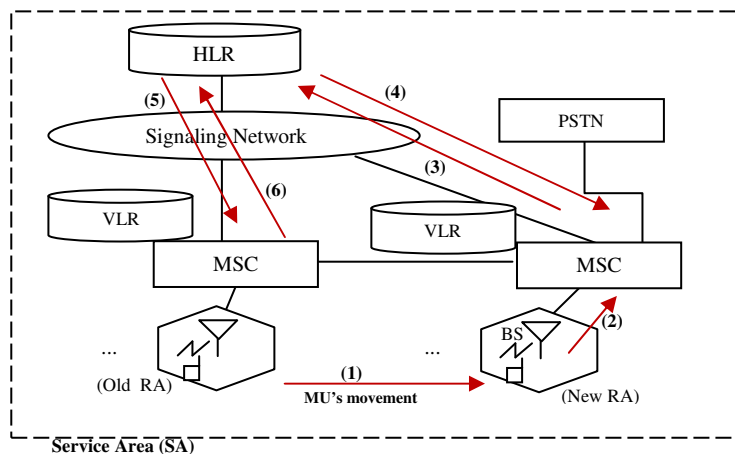 HLR
(5)
(4)
PSTN
Signaling Network
(3)
(6)
VLR
VLR
MSC
MSC
BS
(2)
...
...
(Old RA)
(1)
(New RA)
MU's movement
Service Area (SA)